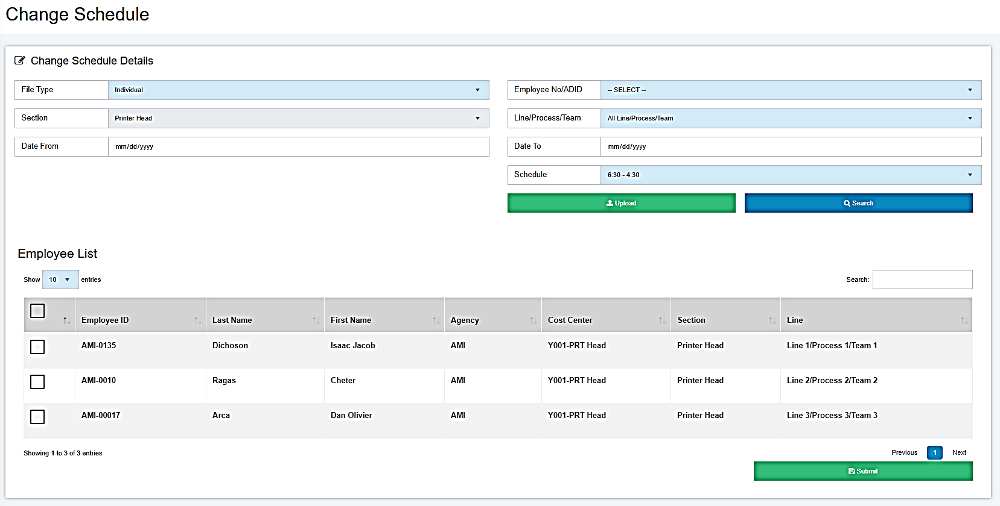 Change Schedule
Change Schedule Details
File Type Individual Employee No/ADID -- SELECT --
Section Printer Head Line/Process/Team All Line/Process/Team
Date From mm/dd/yyyy Date To mm/dd/yyyy
Schedule 6:30 - 4:30
Upload Search
Employee List
Show 10 entries Search:
Employee ID Last Name First Name Agency Cost Center Section Line
AMI-0135 Dichoson Isaac Jacob AMI Y001-PRT Head Printer Head Line 1/Process 1/Team 1
AMI-0010 Ragas Cheter AMI Y001-PRT Head Printer Head Line 2/Process 2/Team 2
AMI-00017 Arca Dan Olivier AMI Y001-PRT Head Printer Head Line 3/Process 3/Team 3
Showing 1 to 3 of 3 entries Previous 1 Next
Submit